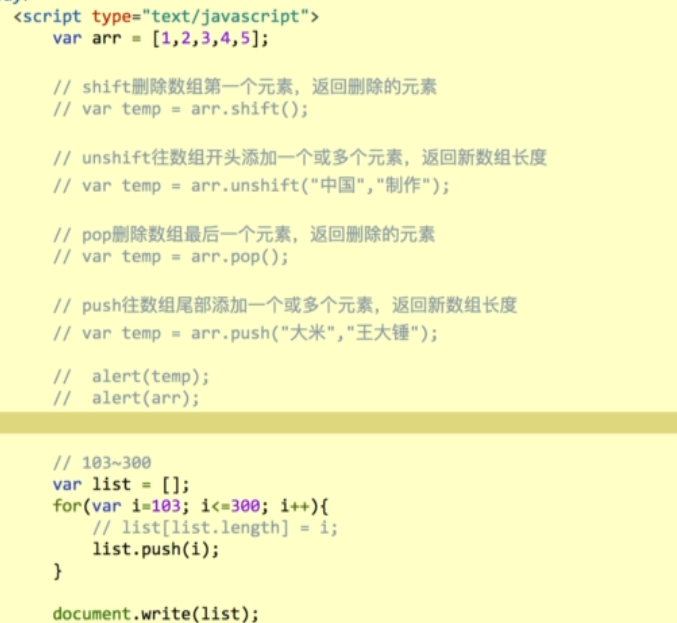 <script type="text/javascript">
var arr = [1,2,3,4,5];
// shift删除数组第一个元素，返回删除的元素
// var temp = arr.shift();
// unshift往数组开头添加一个或多个元素，返回新数组长度
// var temp = arr.unshift("中国","制作");
// pop删除数组最后一个元素，返回删除的元素
// var temp = arr.pop();
// push往数组尾部添加一个或多个元素，返回新数组长度
// var temp = arr.push("大米","王大锤");
//  alert(temp);
//  alert(arr);
// 103~300
var list = [];
for(var i=103; i<=300; i++){
// list[list.length] = i;
list.push(i);
}
document.write(list);